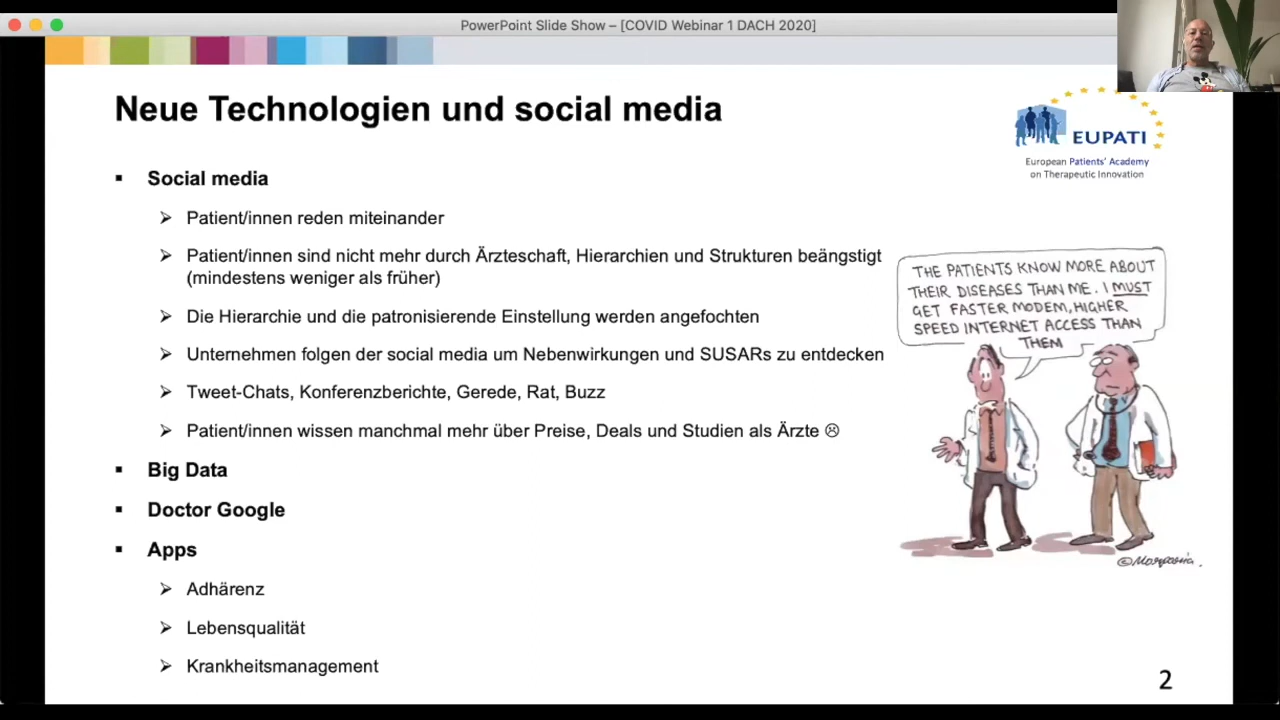 PowerPoint Slide Show – [COVID Webinar 1 DACH 2020]
Neue Technologien und social media
EUPATI
European Patients' Academy
on Therapeutic Innovation
▪ Social media
➢ Patient/innen reden miteinander
➢ Patient/innen sind nicht mehr durch Ärzteschaft, Hierarchien und Strukturen beängstigt
(mindestens weniger als früher)
➢ Die Hierarchie und die patronisierende Einstellung werden angefochten
➢ Unternehmen folgen der social media um Nebenwirkungen und SUSARs zu entdecken
➢ Tweet-Chats, Konferenzberichte, Gerede, Rat, Buzz
➢ Patient/innen wissen manchmal mehr über Preise, Deals und Studien als Ärzte ☹
▪ Big Data
▪ Doctor Google
▪ Apps
➢ Adhärenz
➢ Lebensqualität
➢ Krankheitsmanagement
THE PATIENTS KNOW MORE ABOUT
THEIR DISEASES THAN ME. I MUST
GET FASTER MODEM, HIGHER
SPEED INTERNET ACCESS THAN
THEM
2